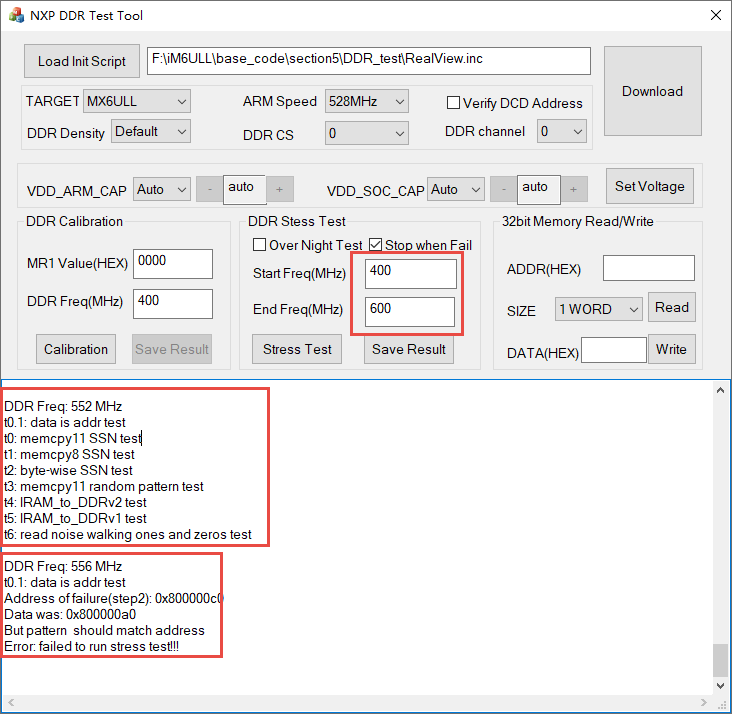 NXP DDR Test Tool
Load Init Script
F:\iM6ULL\base_code\section5\DDR_test\RealView.inc
Download
TARGET MX6ULL
ARM Speed 528MHz
Verify DCD Address
DDR Density Default
DDR CS 0
DDR channel 0
VDD_ARM_CAP Auto - auto +
VDD_SOC_CAP Auto - auto +
Set Voltage
DDR Calibration
MR1 Value(HEX) 0000
DDR Freq(MHz) 400
Calibration Save Result
DDR Stess Test
Over Night Test Stop when Fail
Start Freq(MHz) 400
End Freq(MHz) 600
Stress Test Save Result
32bit Memory Read/Write
ADDR(HEX)
SIZE 1 WORD Read
DATA(HEX) Write
DDR Freq: 552 MHz
t0.1: data is addr test
t0: memcpy11 SSN test
t1: memcpy8 SSN test
t2: byte-wise SSN test
t3: memcpy11 random pattern test
t4: IRAM_to_DDRv2 test
t5: IRAM_to_DDRv1 test
t6: read noise walking ones and zeros test
DDR Freq: 556 MHz
t0.1: data is addr test
Address of failure(step2): 0x800000c0
Data was: 0x800000a0
But pattern  should match address
Error: failed to run stress test!!!